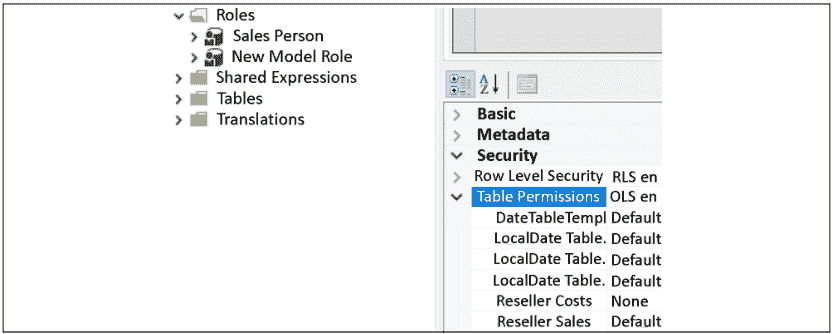 Roles
Sales Person
New Model Role
Shared Expressions
Tables
Translations
A
Z
Basic
Metadata
Security
Row Level Security RLS en
Table Permissions OLS en
DateTableTempl Default
LocalDate Table. Default
LocalDate Table. Default
LocalDate Table. Default
Reseller Costs None
Reseller Sales Default